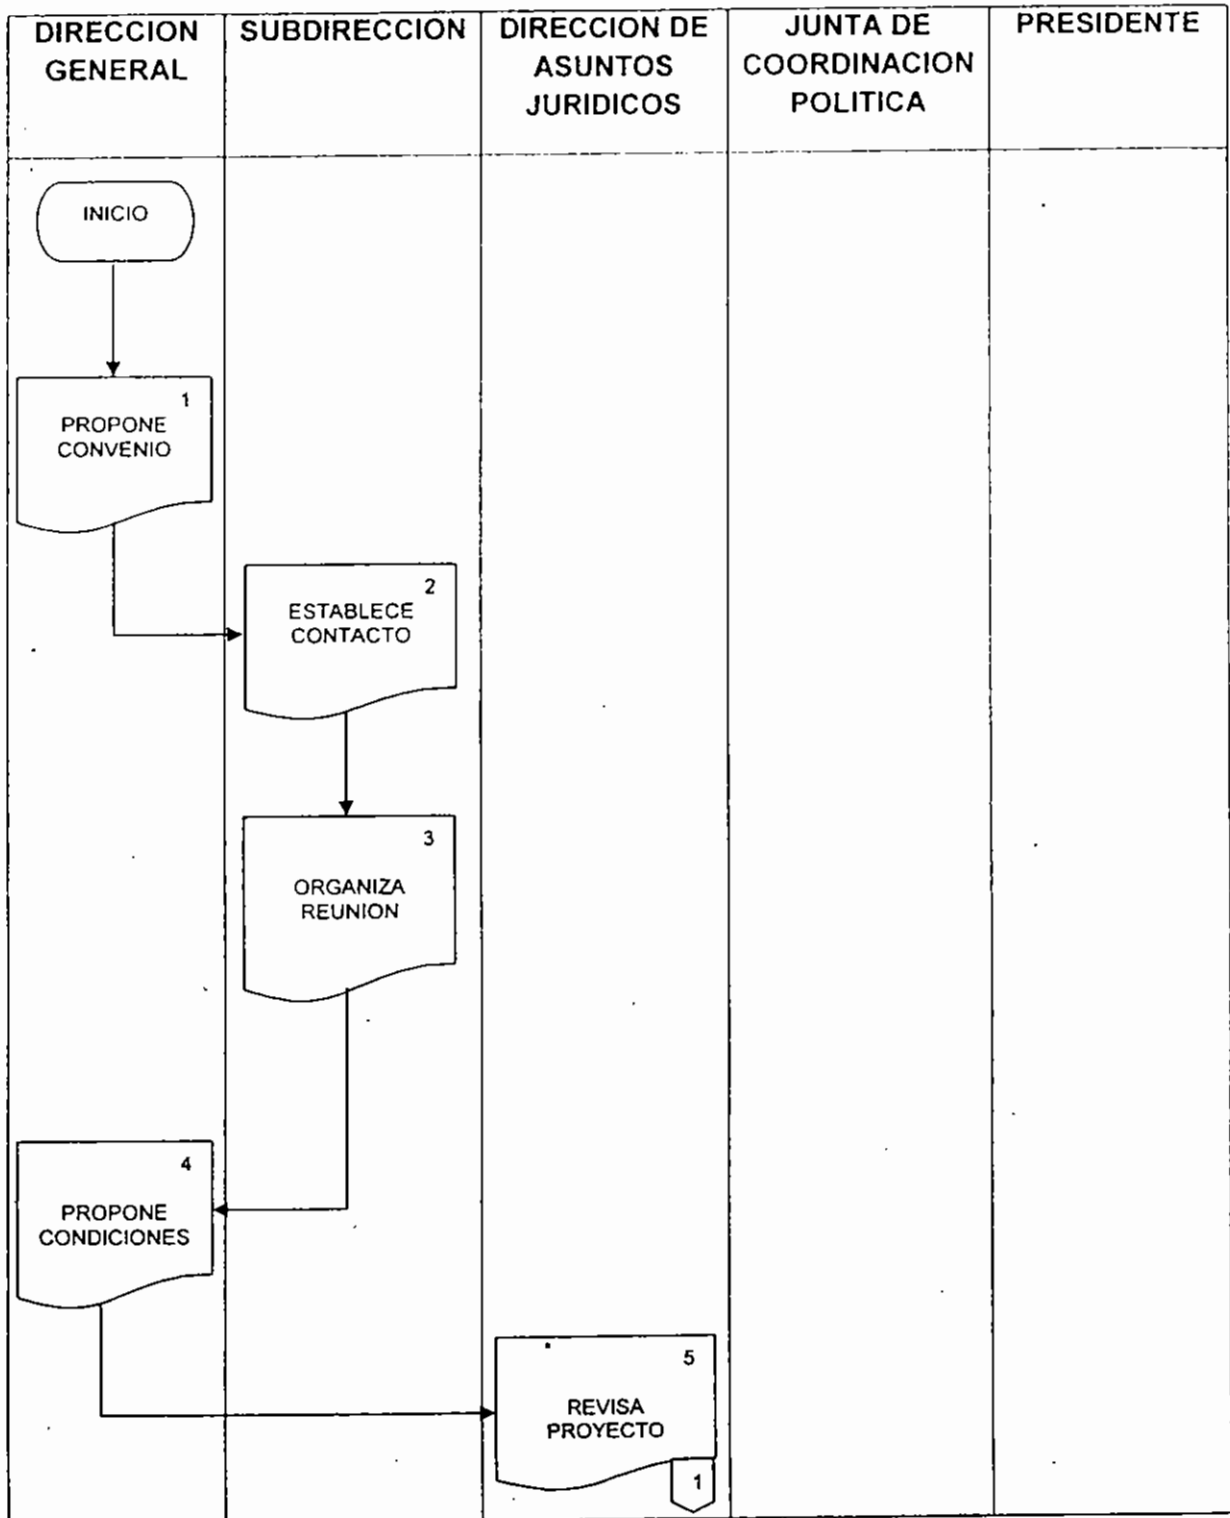 DIRECCION
GENERAL
SUBDIRECCION
DIRECCION DE
ASUNTOS
JURIDICOS
JUNTA DE
COORDINACION
POLITICA
PRESIDENTE
INICIO
1
PROPONE
CONVENIO
2
ESTABLECE
CONTACTO
3
ORGANIZA
REUNION
4
PROPONE
CONDICIONES
5
REVISA
PROYECTO
1